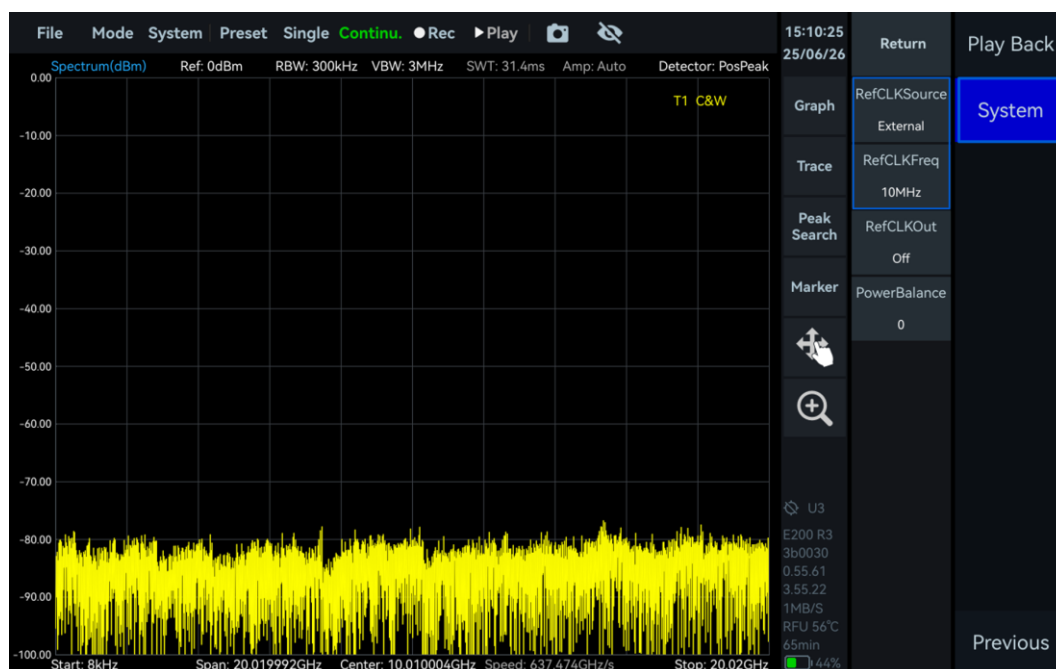 File Mode System Preset Single Continu. Rec Play
Spectrum(dBm) Ref: 0dBm RBW: 300kHz VBW: 3MHz SWT: 31.4ms Amp: Auto Detector: PosPeak
T1 C&W
0.00
-10.00
-20.00
-30.00
-40.00
-50.00
-60.00
-70.00
-80.00
-90.00
-100.00
Start: 8kHz Span: 20.019992GHz Center: 10.010004GHz Speed: 637.474GHz/s Stop: 20.02GHz
15:10:25
25/06/26
Graph
Trace
Peak
Search
Marker
U3
E200 R3
3b0030
0.55.61
3.55.22
1MB/S
RFU 56℃
65min
44%
Return
RefCLKSource
External
RefCLKFreq
10MHz
RefCLKOut
Off
PowerBalance
0
Play Back
System
Previous